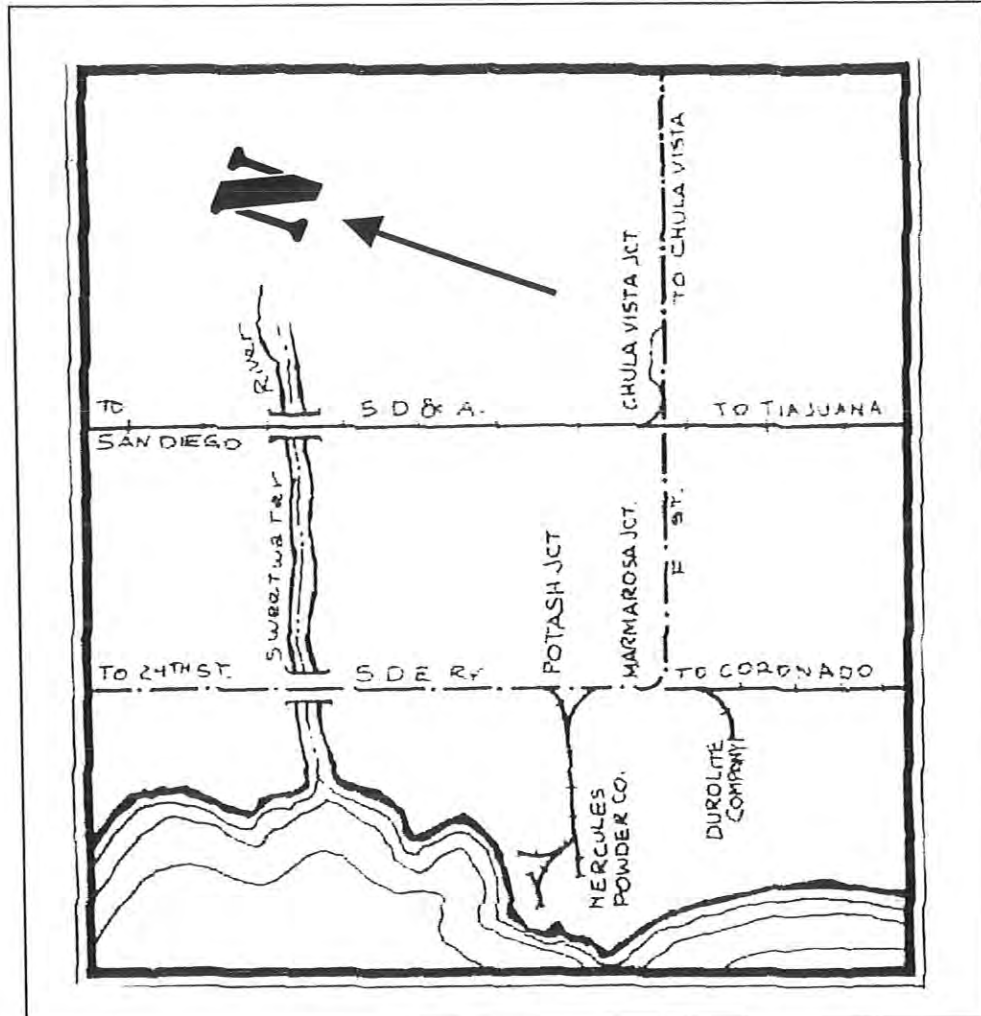 N
TO CHULA VISTA
CHULA VISTA JCT.
River
TO
SAN DIEGO
S D & A.
TO TIAJUANA
Sweetwater
F ST.
POTASH JCT
MARMAROSA JCT.
TO 24TH ST.
S D E RY
TO CORONADO
HERCULES
POWDER CO.
DUROLITE
COMPANY